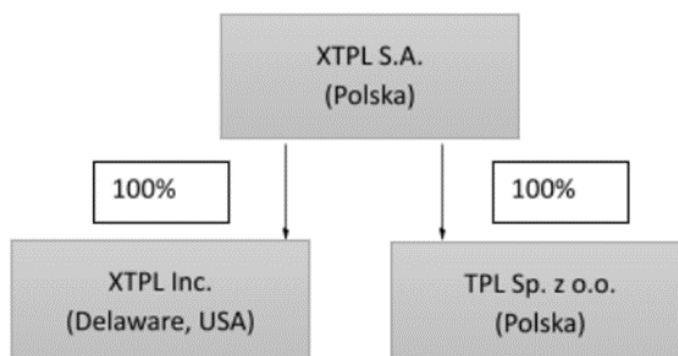 XTPL S.A.
(Polska)
100%
100%
XTPL Inc.
(Delaware, USA)
TPL Sp. z o.o.
(Polska)